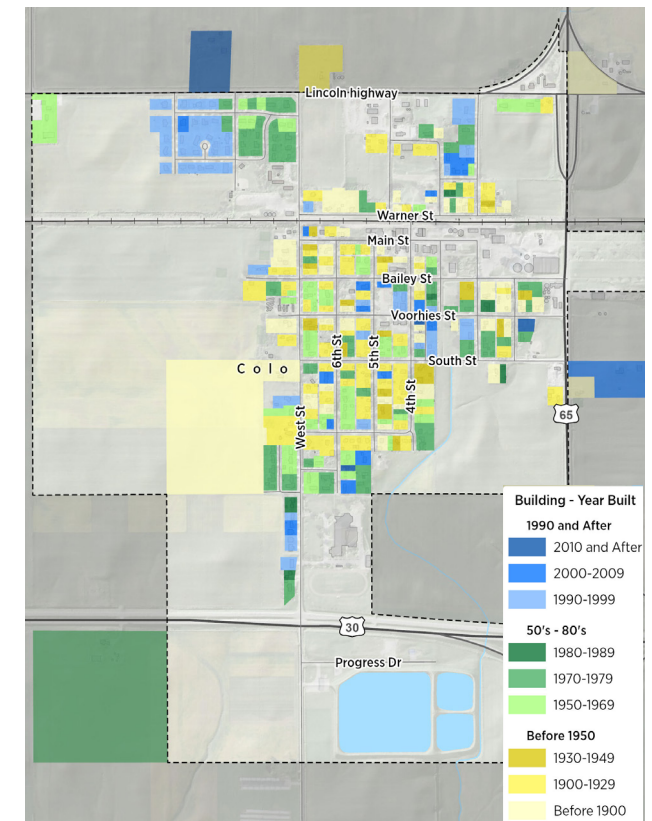 Lincoln highway
Warner St
Main St
Bailey St
Voorhies St
South St
Colo
6th St
5th St
4th St
West St
65
30
Progress Dr
Building - Year Built
1990 and After
2010 and After
2000-2009
1990-1999
50's - 80's
1980-1989
1970-1979
1950-1969
Before 1950
1930-1949
1900-1929
Before 1900